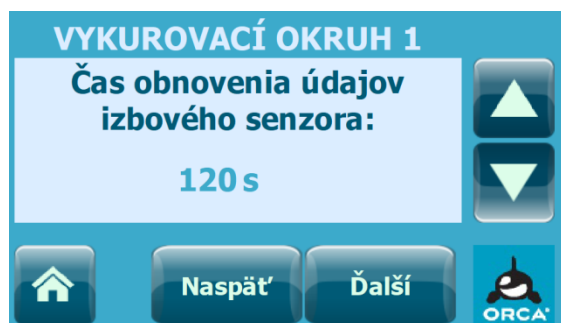 VYKUROVACÍ OKRUH 1
Čas obnovenia údajov
izbového senzora:
120 s
Naspäť
Ďalší
ORCA